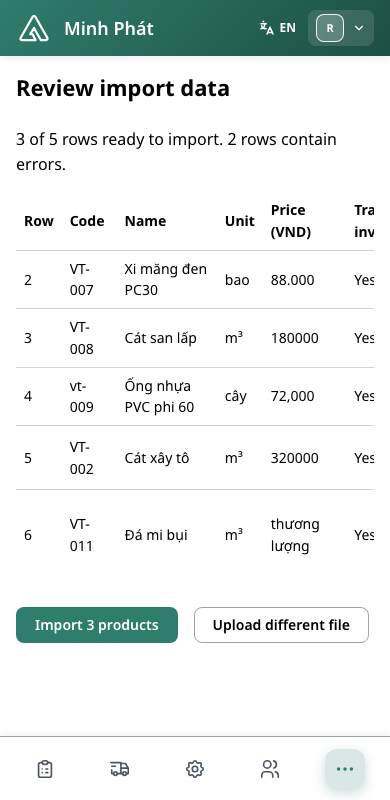 Minh Phát
EN
R
Review import data
3 of 5 rows ready to import. 2 rows contain
errors.
Row Code Name Unit Price (VND) Tra inv
2 VT-007 Xi măng đen PC30 bao 88.000 Yes
3 VT-008 Cát san lấp m³ 180000 Yes
4 vt-009 Ống nhựa PVC phi 60 cây 72,000 Yes
5 VT-002 Cát xây tô m³ 320000 Yes
6 VT-011 Đá mi bụi m³ thương lượng Yes
Import 3 products
Upload different file